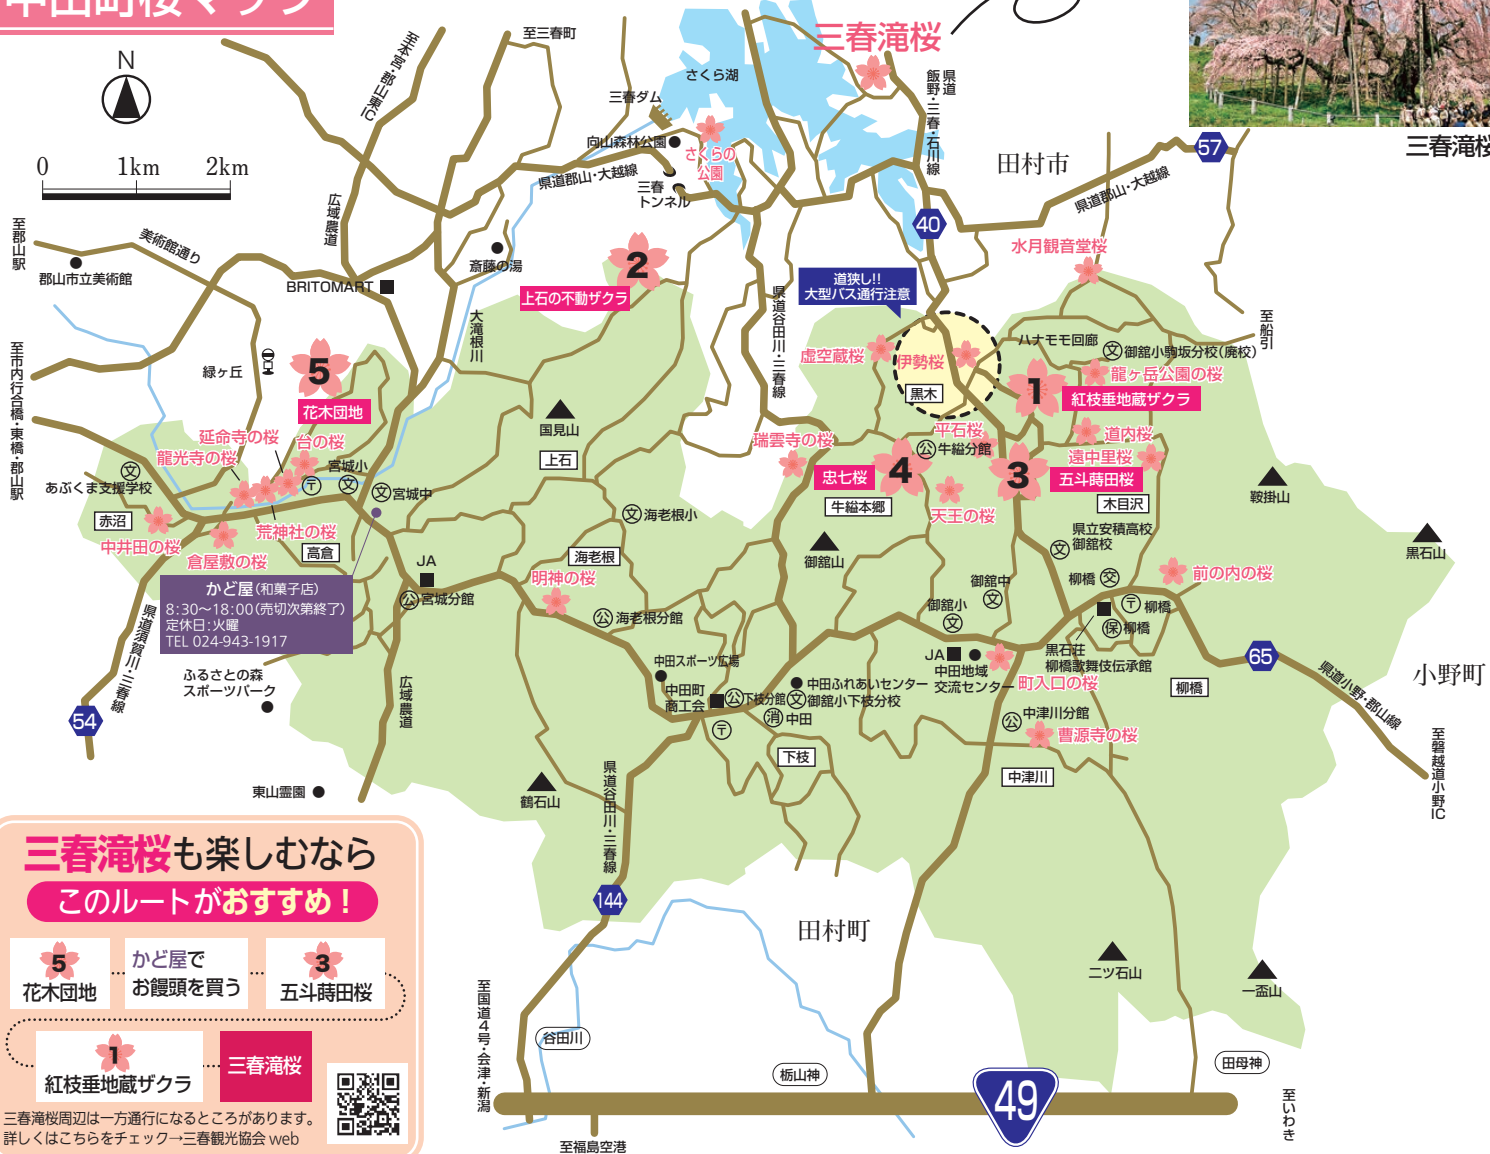 中田町桜マップ
N
0 1km 2km
至本宮・郡山東IC
至三春町
さくら湖
三春ダム
向山森林公園
さくらの
公園
県道郡山・大越線
三春
トンネル
三春滝桜
県道
飯野・三春・石川線
三春滝桜
田村市
57
県道郡山・大越線
40
水月観音堂桜
至郡山駅
美術館通り
郡山市立美術館
広域農道
BRITOMART
斎藤の湯
大滝根川
2
上石の不動ザクラ
道狭し!!
大型バス通行注意
県道谷田川・三春線
虚空蔵桜
伊勢桜
黒木
ハナモモ回廊
至船引
文 御舘小駒坂分校(廃校)
龍ヶ岳公園の桜
1
紅枝垂地蔵ザクラ
至市内行合橋・東橋・郡山駅
緑ヶ丘
5
花木団地
国見山
上石
延命寺の桜
台の桜
龍光寺の桜
宮城小
〒
文
文 宮城中
文
あぶくま支援学校
赤沼
中井田の桜
倉屋敷の桜
荒神社の桜
高倉
瑞雲寺の桜
平石桜
公 牛縊分館
忠七桜
4
牛縊本郷
天王の桜
3
五斗蒔田桜
道内桜
遠中里桜
木目沢
鞍掛山
黒石山
文 海老根小
海老根
御舘山
県立安積高校
御舘校
文
前の内の桜
かど屋(和菓子店)
8:30〜18:00(売切次第終了)
定休日:火曜
TEL 024-943-1917
JA
公 宮城分館
明神の桜
公 海老根分館
御舘中
文
御舘小
文
柳橋 交
〒 柳橋
保 柳橋
黒石荘
柳橋歌舞伎伝承館
県道須賀川・三春線
ふるさとの森
スポーツパーク
54
広域農道
中田スポーツ広場
中田町
商工会
公 下枝分館
〒
中田ふれあいセンター
文 御舘小下枝分校
消 中田
JA
中田地域
交流センター
町入口の桜
柳橋
65
県道小野・郡山線
小野町
公 中津川分館
曹源寺の桜
中津川
下枝
至磐越道小野IC
東山霊園
鶴石山
県道谷田川・三春線
144
田村町
二ツ石山
一盃山
三春滝桜も楽しむなら
このルートがおすすめ！
5
花木団地
かど屋で
お饅頭を買う
3
五斗蒔田桜
1
紅枝垂地蔵ザクラ
三春滝桜
三春滝桜周辺は一方通行になるところがあります。
詳しくはこちらをチェック→三春観光協会 web
至国道4号・会津・新潟
谷田川
栃山神
田母神
49
至いわき
至福島空港